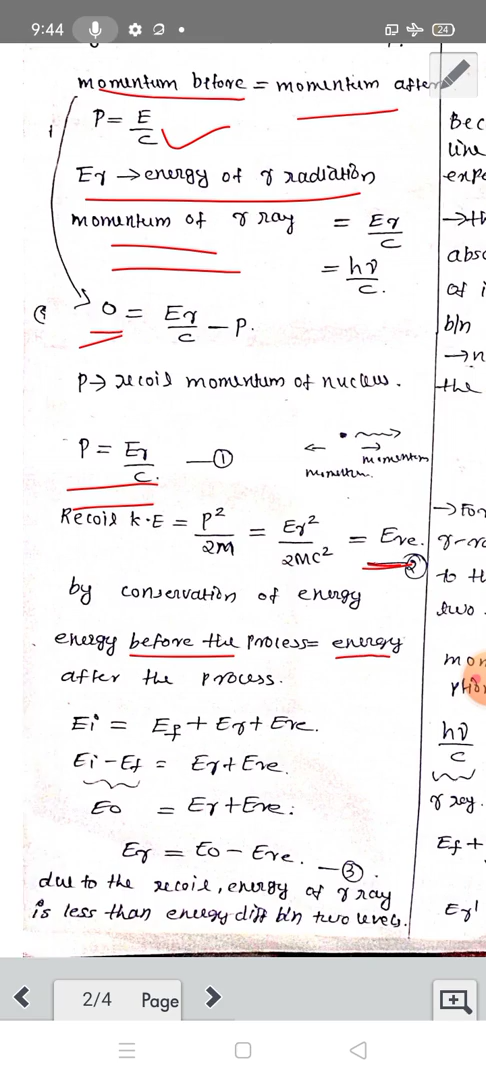 9:44
24
momentum before = momentum after
P = E/C
Eγ → energy of γ radiation
momentum of γ ray = Eγ/C
= hν/C.
0 = Eγ/C - P.
P → recoil momentum of nucleus.
P = Eγ/C. — ①
momentum
momentum.
Recoil K·E = P²/2M = Eγ²/2MC² = Ere. ②
by conservation of energy
energy before the process = energy
after the process.
Ei = Ef + Eγ + Ere.
Ei - Ef = Eγ + Ere.
E0 = Eγ + Ere.
Eγ = E0 - Ere. — ③.
due to the recoil, energy of γ ray
is less than energy diff b/n two levels.
Bec
line
expe
→ th
abso
of i
b/n
→ n
the
→ For
γ-ra
to th
two
mom
pho
hν/C
γ ray.
Ef +
Eγ'
2/4 Page